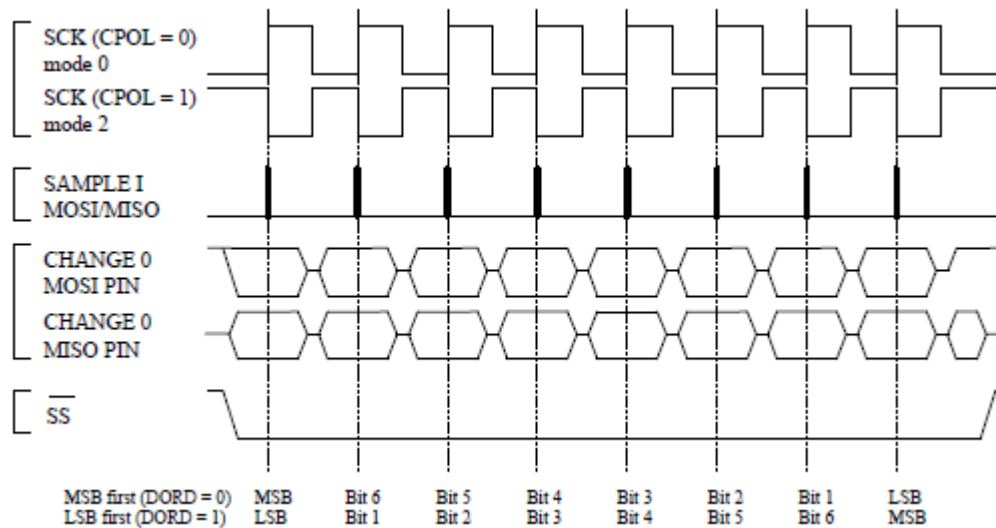 SCK (CPOL = 0)
mode 0
SCK (CPOL = 1)
mode 2
SAMPLE I
MOSI/MISO
CHANGE 0
MOSI PIN
CHANGE 0
MISO PIN
SS
MSB first (DORD = 0) MSB Bit 6 Bit 5 Bit 4 Bit 3 Bit 2 Bit 1 LSB
LSB first (DORD = 1) LSB Bit 1 Bit 2 Bit 3 Bit 4 Bit 5 Bit 6 MSB